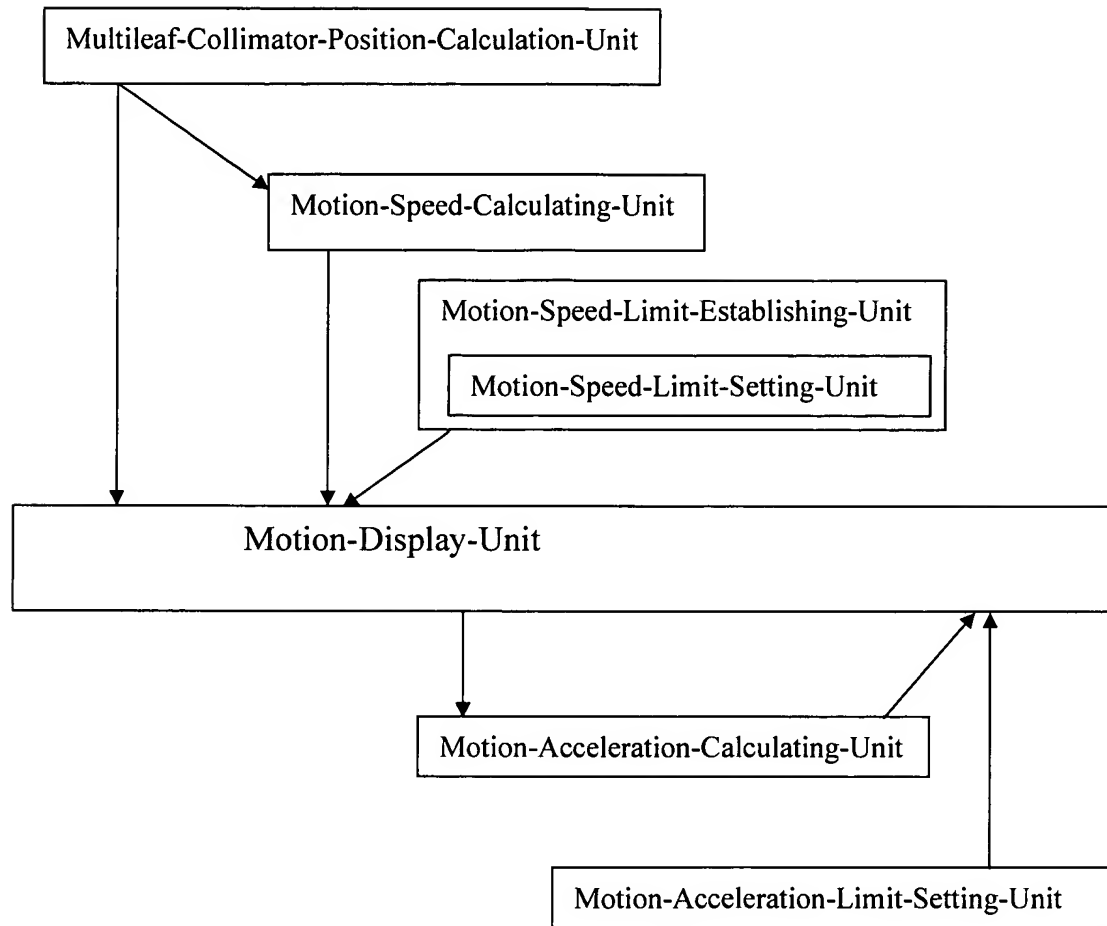 Multileaf-Collimator-Position-Calculation-Unit
Motion-Speed-Calculating-Unit
Motion-Speed-Limit-Establishing-Unit
Motion-Speed-Limit-Setting-Unit
Motion-Display-Unit
Motion-Acceleration-Calculating-Unit
Motion-Acceleration-Limit-Setting-Unit